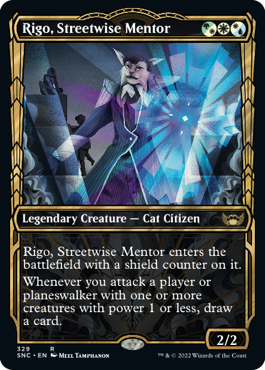 Rigo, Streetwise Mentor
Legendary Creature — Cat Citizen
Rigo, Streetwise Mentor enters the
battlefield with a shield counter on it.
Whenever you attack a player or
planeswalker with one or more
creatures with power 1 or less, draw
a card.
2/2
329 R
SNC • EN Meel Tamphanon
™ & © 2022 Wizards of the Coast